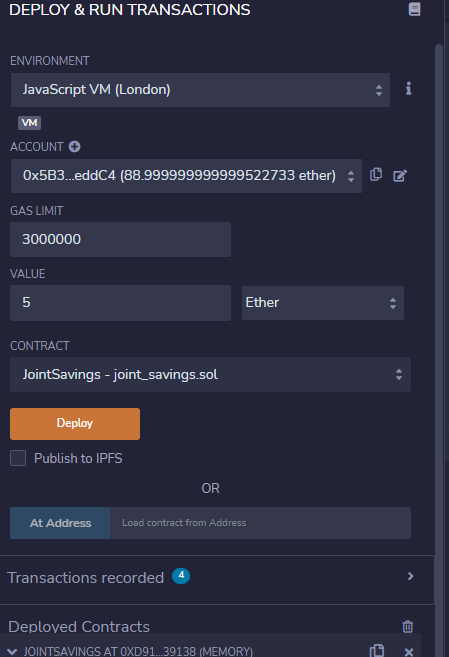 DEPLOY & RUN TRANSACTIONS
ENVIRONMENT
JavaScript VM (London)
VM
ACCOUNT
0x5B3...eddC4 (88.999999999999522733 ether)
GAS LIMIT
3000000
VALUE
5 Ether
CONTRACT
JointSavings - joint_savings.sol
Deploy
Publish to IPFS
OR
At Address Load contract from Address
Transactions recorded 4
Deployed Contracts
JOINTSAVINGS AT 0XD91...39138 (MEMORY)